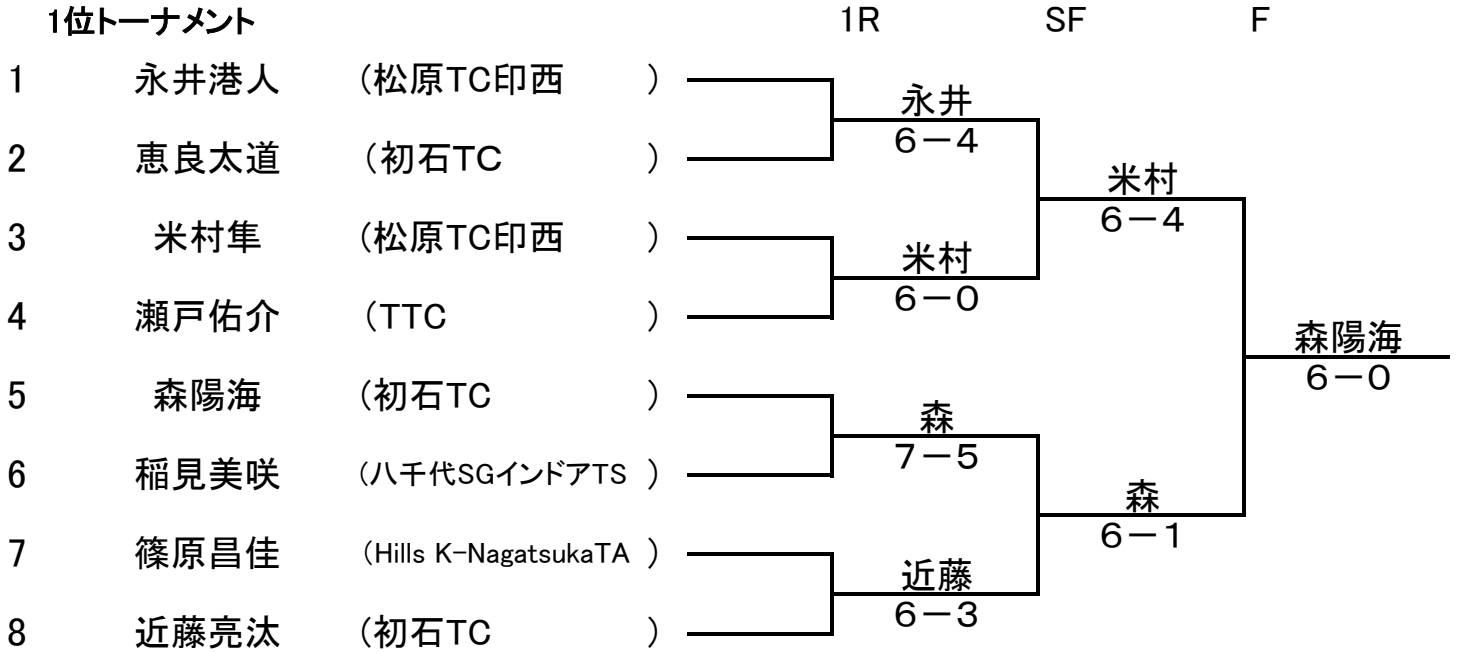 1位トーナメント 1R SF F
1 永井港人 (松原TC印西 )
永井
6-4
2 恵良太道 (初石TC )
米村
6-4
3 米村隼 (松原TC印西 )
米村
6-0
4 瀬戸佑介 (TTC )
森陽海
6-0
5 森陽海 (初石TC )
森
7-5
6 稲見美咲 (八千代SGインドアTS )
森
6-1
7 篠原昌佳 (Hills K-NagatsukaTA )
近藤
6-3
8 近藤亮汰 (初石TC )